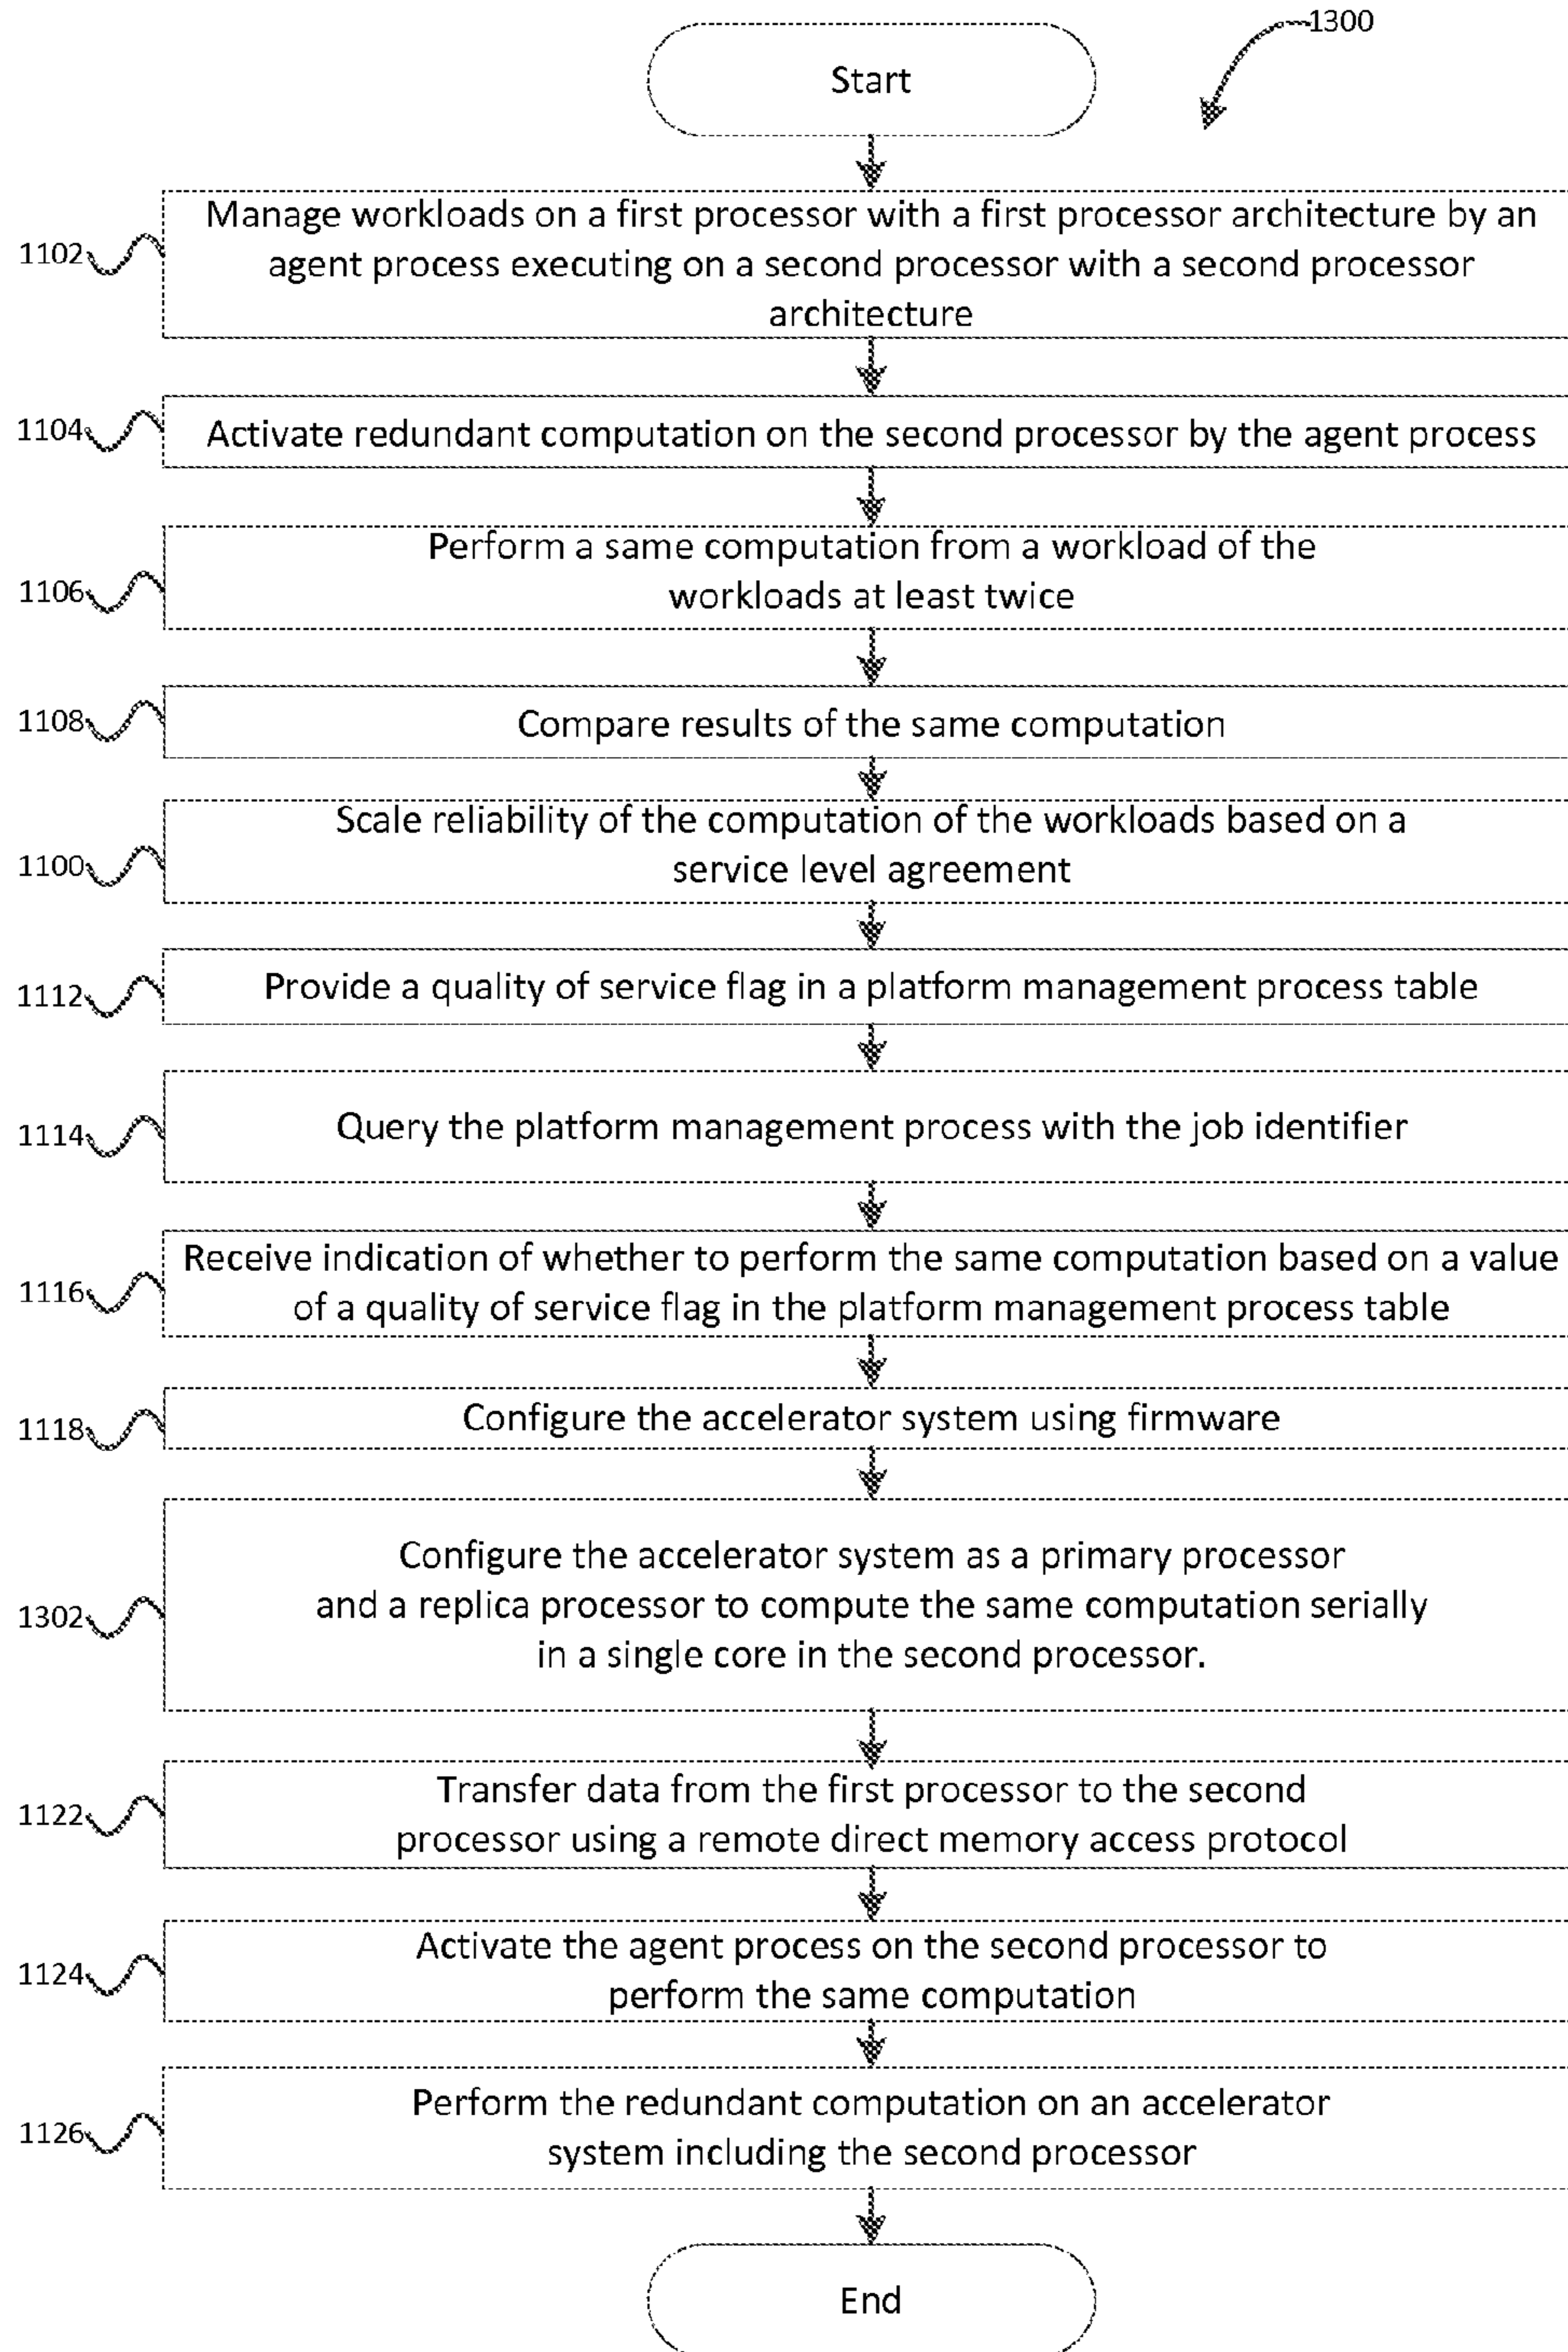 1300
Start
1102
Manage workloads on a first processor with a first processor architecture by an
agent process executing on a second processor with a second processor
architecture
1104
Activate redundant computation on the second processor by the agent process
1106
Perform a same computation from a workload of the
workloads at least twice
1108
Compare results of the same computation
1100
Scale reliability of the computation of the workloads based on a
service level agreement
1112
Provide a quality of service flag in a platform management process table
1114
Query the platform management process with the job identifier
1116
Receive indication of whether to perform the same computation based on a value
of a quality of service flag in the platform management process table
1118
Configure the accelerator system using firmware
1302
Configure the accelerator system as a primary processor
and a replica processor to compute the same computation serially
in a single core in the second processor.
1122
Transfer data from the first processor to the second
processor using a remote direct memory access protocol
1124
Activate the agent process on the second processor to
perform the same computation
1126
Perform the redundant computation on an accelerator
system including the second processor
End